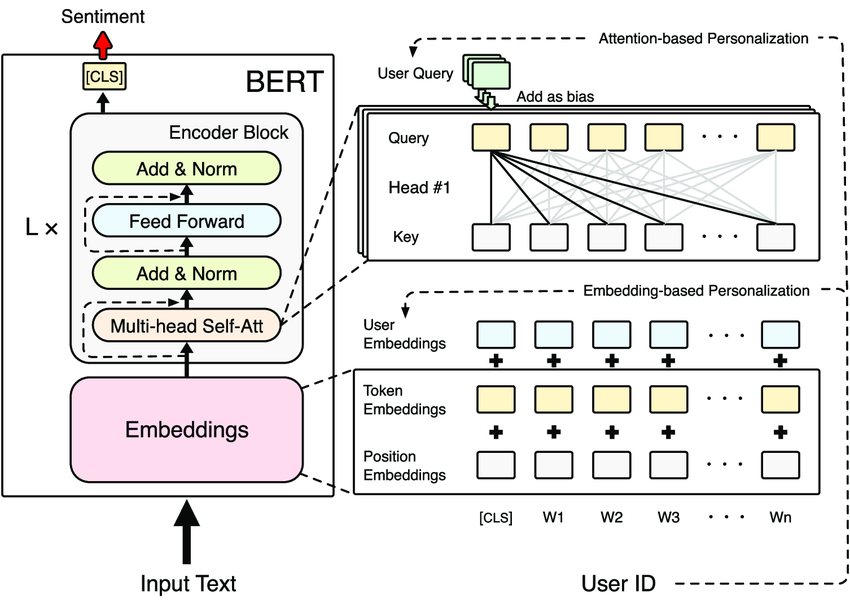 Sentiment
[CLS]
BERT
Encoder Block
Add & Norm
Feed Forward
L ×
Add & Norm
Multi-head Self-Att
Embeddings
Input Text
Attention-based Personalization
User Query
Add as bias
Query
· · ·
Head #1
Key
· · ·
Embedding-based Personalization
User
Embeddings
· · ·
Token
Embeddings
· · ·
Position
Embeddings
· · ·
[CLS] W1 W2 W3 · · · Wn
User ID